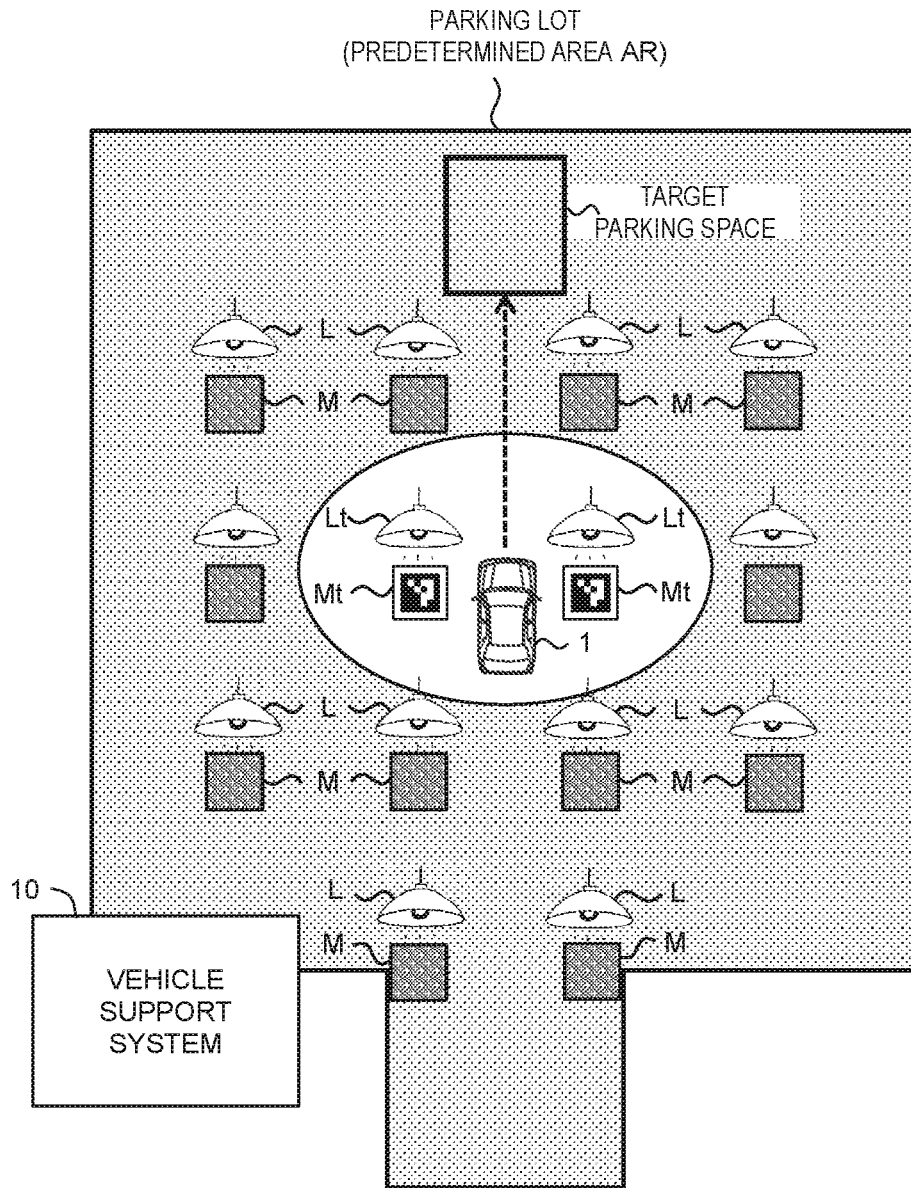 PARKING LOT
(PREDETERMINED AREA AR)
TARGET
PARKING SPACE
L L
M M
Lt Lt
Mt Mt
1
L L
M M
10
L L
M M
VEHICLE
SUPPORT
SYSTEM